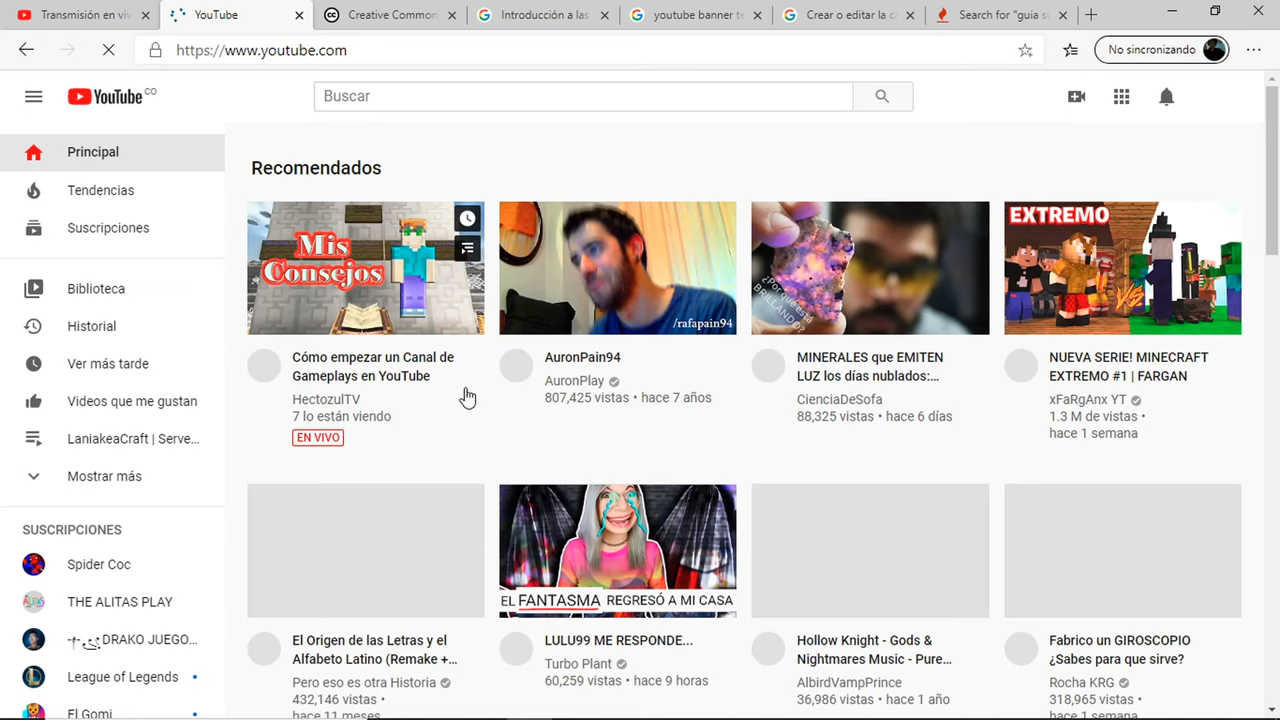 Transmisión en viv
YouTube
Creative Common
Introducción a las
youtube banner te
Crear o editar la ca
Search for "guia su
https://www.youtube.com
No sincronizando
YouTube CO
Buscar
Principal
Tendencias
Suscripciones
Biblioteca
Historial
Ver más tarde
Videos que me gustan
LaniakeaCraft | Serve...
Mostrar más
SUSCRIPCIONES
Spider Coc
THE ALITAS PLAY
DRAKO JUEGO...
League of Legends
El Gomi
Recomendados
Mis
Consejos
Cómo empezar un Canal de
Gameplays en YouTube
HectozulTV
7 lo están viendo
EN VIVO
/rafapain94
AuronPain94
AuronPlay
807,425 vistas • hace 7 años
¿Por qué está
BRILLANDO?
MINERALES que EMITEN
LUZ los días nublados:...
CienciaDeSofa
88,325 vistas • hace 6 días
EXTREMO
VS
NUEVA SERIE! MINECRAFT
EXTREMO #1 | FARGAN
xFaRgAnx YT
1.3 M de vistas •
hace 1 semana
El Origen de las Letras y el
Alfabeto Latino (Remake +...
Pero eso es otra Historia
432,146 vistas •
hace 11 meses
EL FANTASMA REGRESÓ A MI CASA
LULU99 ME RESPONDE...
Turbo Plant
60,259 vistas • hace 9 horas
Hollow Knight - Gods &
Nightmares Music - Pure...
AlbirdVampPrince
36,986 vistas • hace 1 año
Fabrico un GIROSCOPIO
¿Sabes para que sirve?
Rocha KRG
318,965 vistas •
hace 1 semana